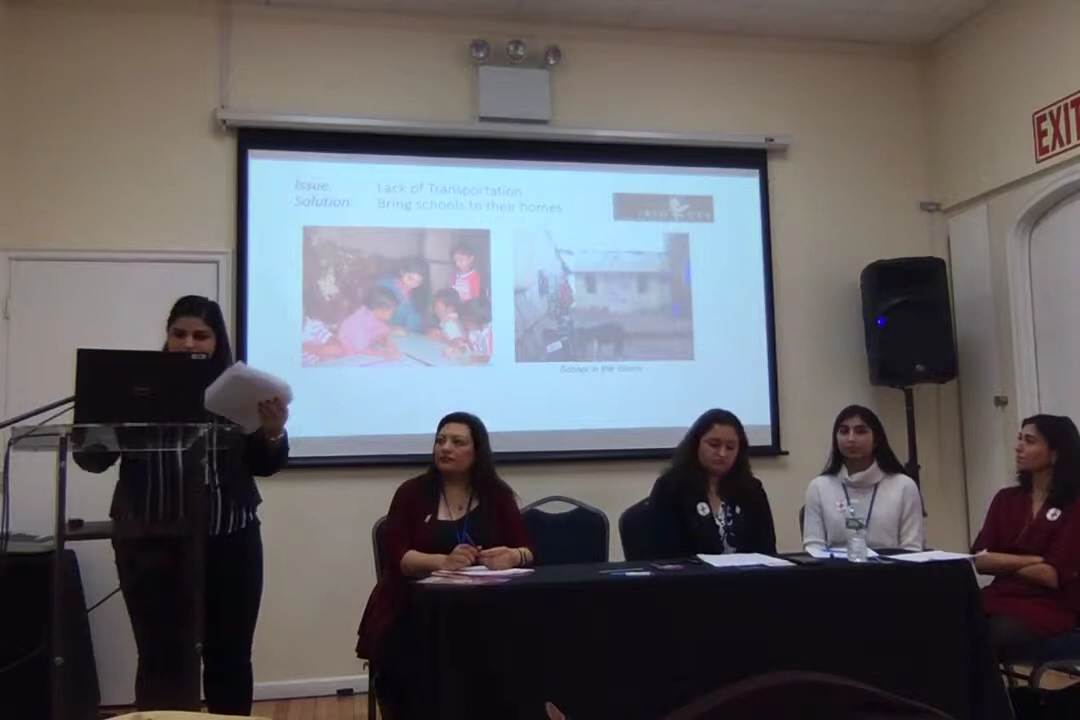 Issue: Lack of Transportation
Solution: Bring schools to their homes
School in the slums
EXIT